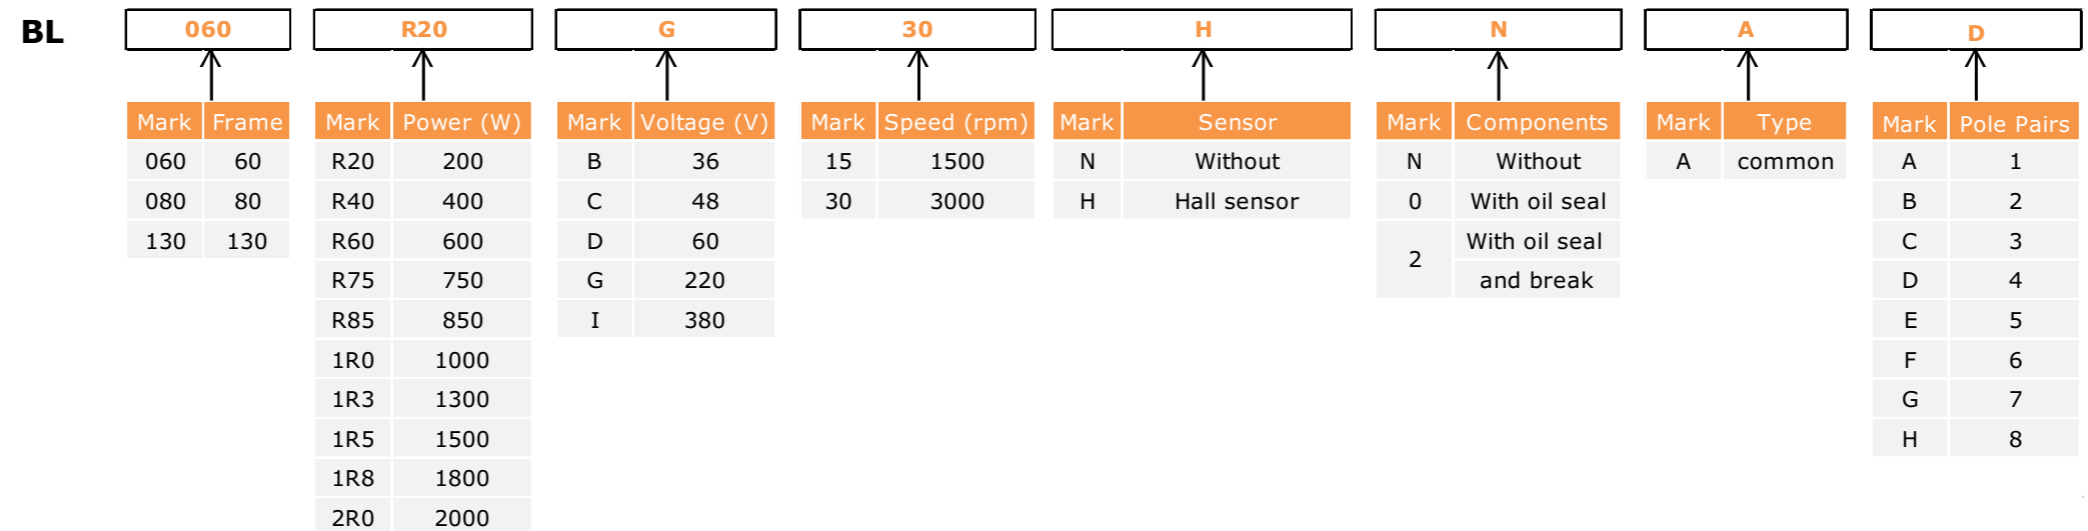 BL 060 R20 G 30 H N A D
Mark Frame Mark Power (W) Mark Voltage (V) Mark Speed (rpm) Mark Sensor Mark Components Mark Type Mark Pole Pairs
060 60 R20 200 B 36 15 1500 N Without N Without A common A 1
080 80 R40 400 C 48 30 3000 H Hall sensor 0 With oil seal B 2
130 130 R60 600 D 60 2 With oil seal C 3
R75 750 G 220 and break D 4
R85 850 I 380 E 5
1R0 1000 F 6
1R3 1300 G 7
1R5 1500 H 8
1R8 1800
2R0 2000